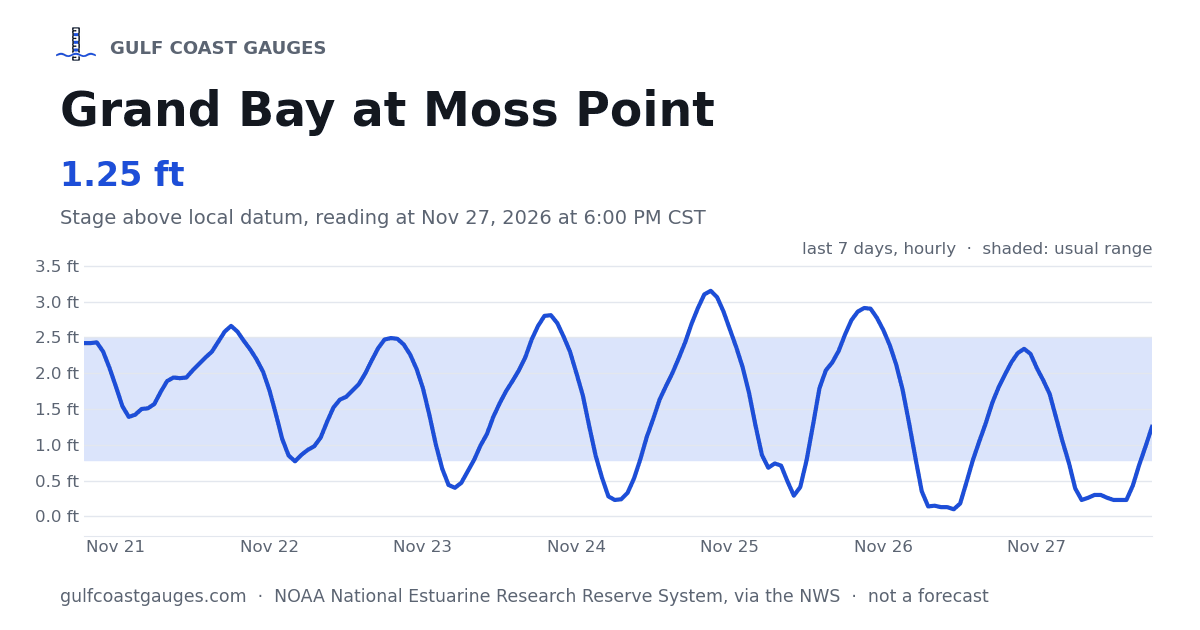 GULF COAST GAUGES
Grand Bay at Moss Point
1.25 ft
Stage above local datum, reading at Nov 27, 2026 at 6:00 PM CST
last 7 days, hourly · shaded: usual range
3.5 ft
3.0 ft
2.5 ft
2.0 ft
1.5 ft
1.0 ft
0.5 ft
0.0 ft
Nov 21 Nov 22 Nov 23 Nov 24 Nov 25 Nov 26 Nov 27
gulfcoastgauges.com · NOAA National Estuarine Research Reserve System, via the NWS · not a forecast